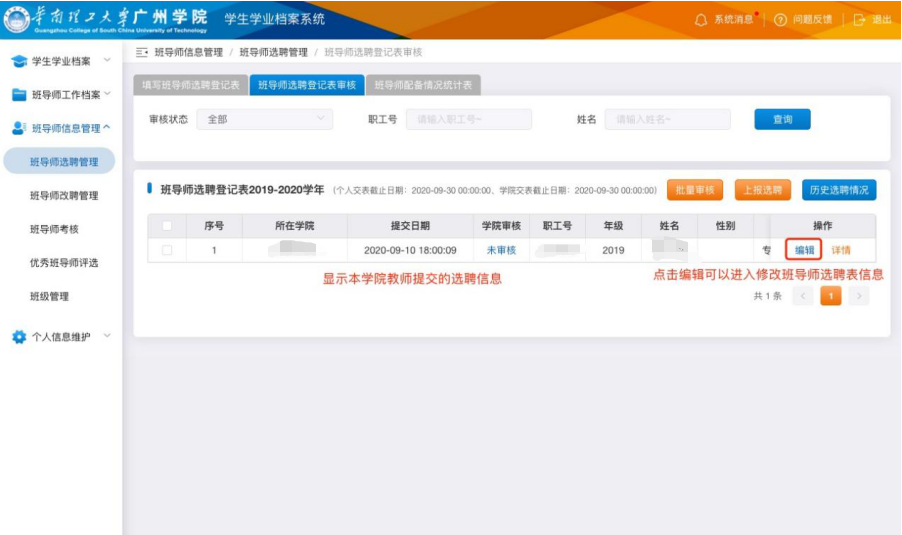 华南理工大学广州学院 学生学业档案系统 系统消息 | 问题反馈 | 退出
Guangzhou College of South China University of Technology
学生学业档案
班导师工作档案
班导师信息管理
班导师选聘管理
班导师改聘管理
班导师考核
优秀班导师评选
班级管理
个人信息维护
班导师信息管理 / 班导师选聘管理 / 班导师选聘登记表审核
填写班导师选聘登记表 班导师选聘登记表审核 班导师配备情况统计表
审核状态 全部 职工号 请输入职工号~ 姓名 请输入姓名~ 查询
班导师选聘登记表2019-2020学年 (个人交表截止日期: 2020-09-30 00:00:00、学院交表截止日期: 2020-09-30 00:00:00) 批量审核 上报选聘 历史选聘情况
序号 所在学院 提交日期 学院审核 职工号 年级 姓名 性别 操作
1 2020-09-10 18:00:09 未审核 2019 专 编辑 详情
显示本学院教师提交的选聘信息 点击编辑可以进入修改班导师选聘表信息
共 1 条 < 1 >